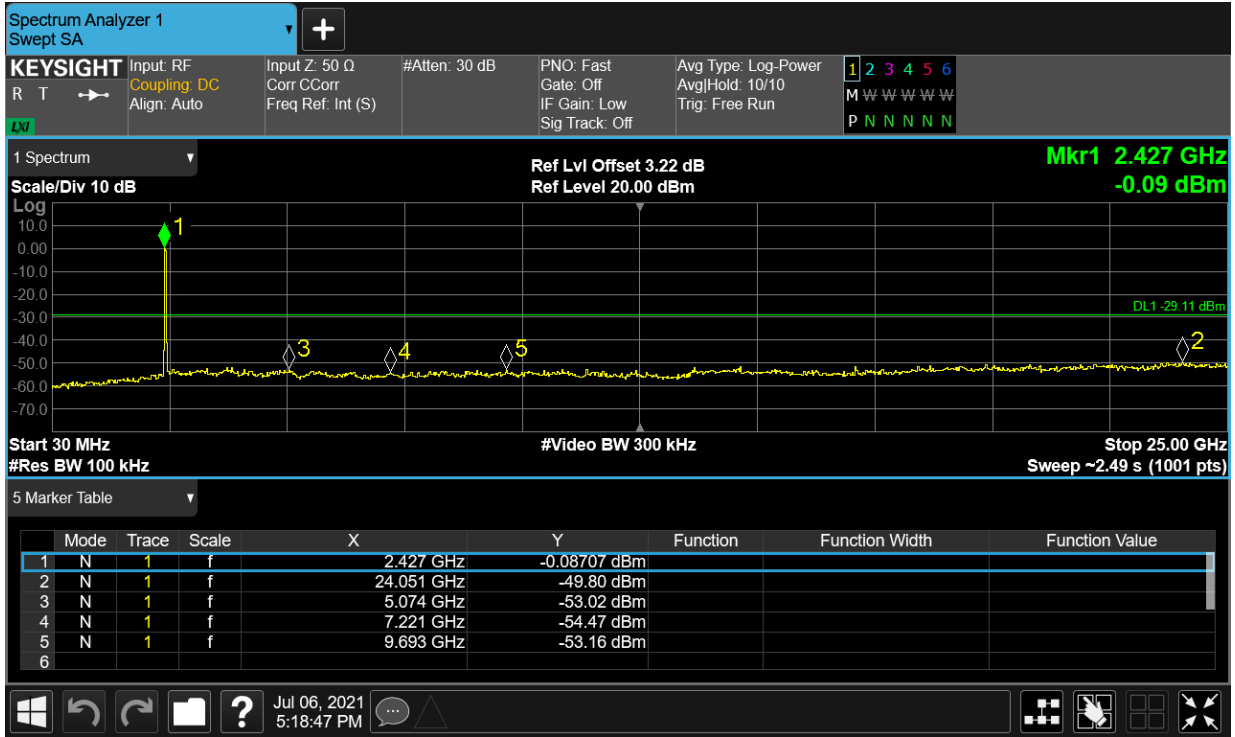 Spectrum Analyzer 1
Swept SA
KEYSIGHT Input: RF Input Z: 50 Ω #Atten: 30 dB PNO: Fast Avg Type: Log-Power 1 2 3 4 5 6
R T Coupling: DC Corr CCorr Gate: Off Avg|Hold: 10/10 M W W W W W
Align: Auto Freq Ref: Int (S) IF Gain: Low Trig: Free Run
LXI Sig Track: Off P N N N N N
1 Spectrum Ref Lvl Offset 3.22 dB Mkr1 2.427 GHz
Scale/Div 10 dB Ref Level 20.00 dBm -0.09 dBm
Log
10.0 1
0.00
-10.0
-20.0
DL1 -29.11 dBm
-30.0
-40.0 3 4 5 2
-50.0
-60.0
-70.0
Start 30 MHz #Video BW 300 kHz Stop 25.00 GHz
#Res BW 100 kHz Sweep ~2.49 s (1001 pts)
5 Marker Table
Mode Trace Scale X Y Function Function Width Function Value
1 N 1 f 2.427 GHz -0.08707 dBm
2 N 1 f 24.051 GHz -49.80 dBm
3 N 1 f 5.074 GHz -53.02 dBm
4 N 1 f 7.221 GHz -54.47 dBm
5 N 1 f 9.693 GHz -53.16 dBm
6
? Jul 06, 2021
5:18:47 PM